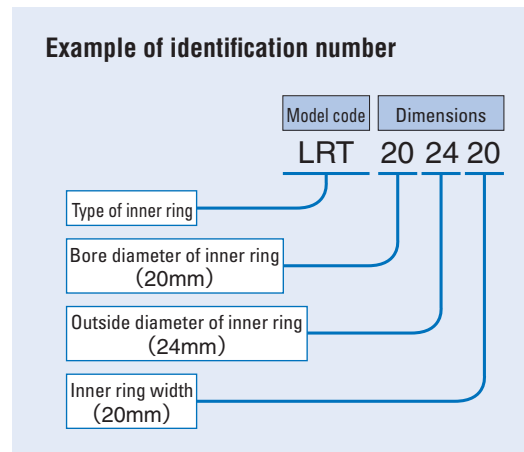 Example of identification number
Model code Dimensions
LRT 20 24 20
Type of inner ring
Bore diameter of inner ring
（20mm）
Outside diameter of inner ring
（24mm）
Inner ring width
（20mm）